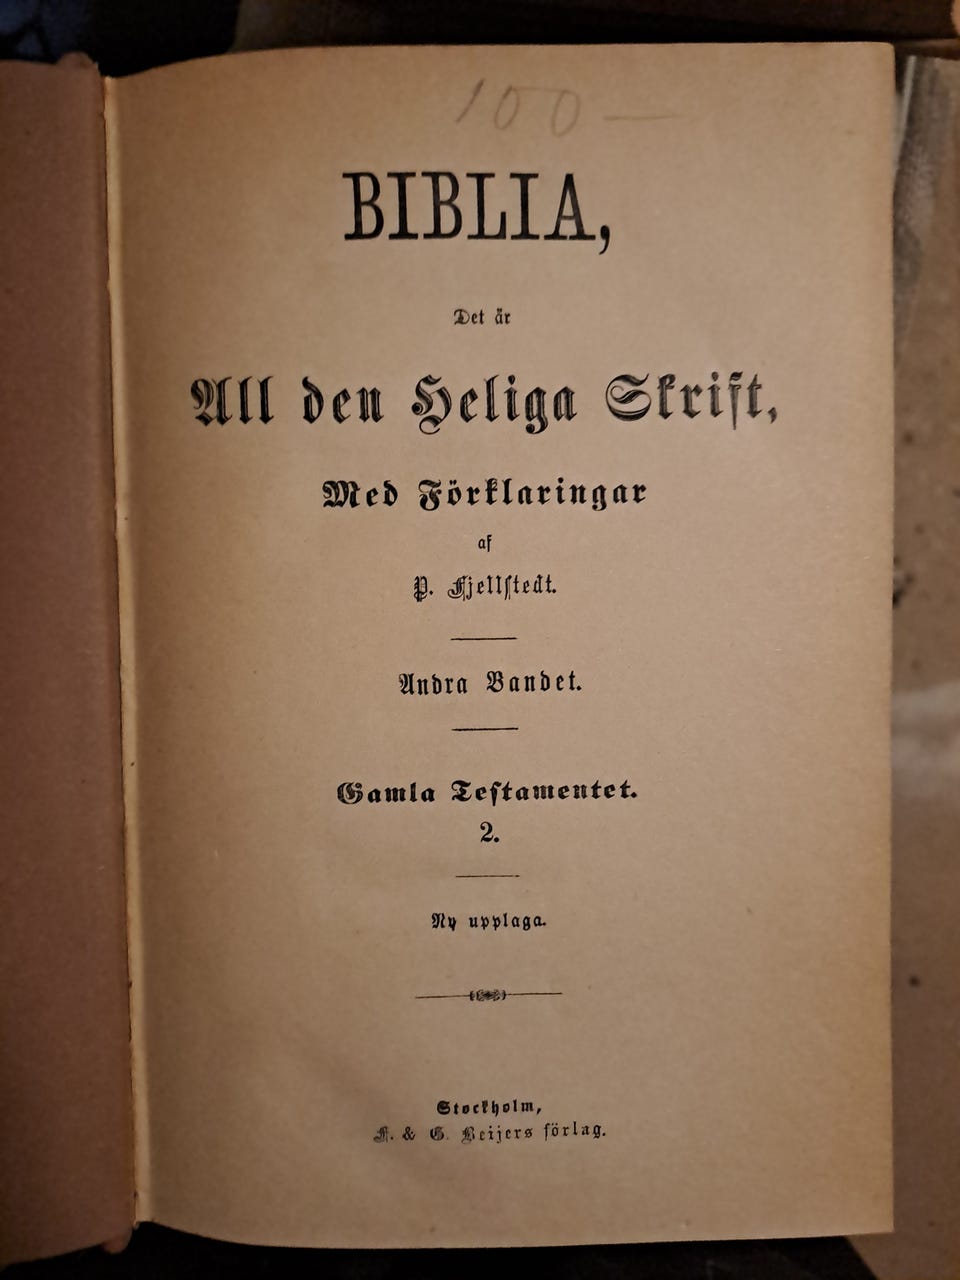 100 —
BIBLIA,
Det är
All den Heliga Skrift,
Med Förklaringar
af
P. Fjellstedt.
Andra Bandet.
Gamla Testamentet.
2.
Ny upplaga.
Stockholm,
F. & G. Beijers förlag.